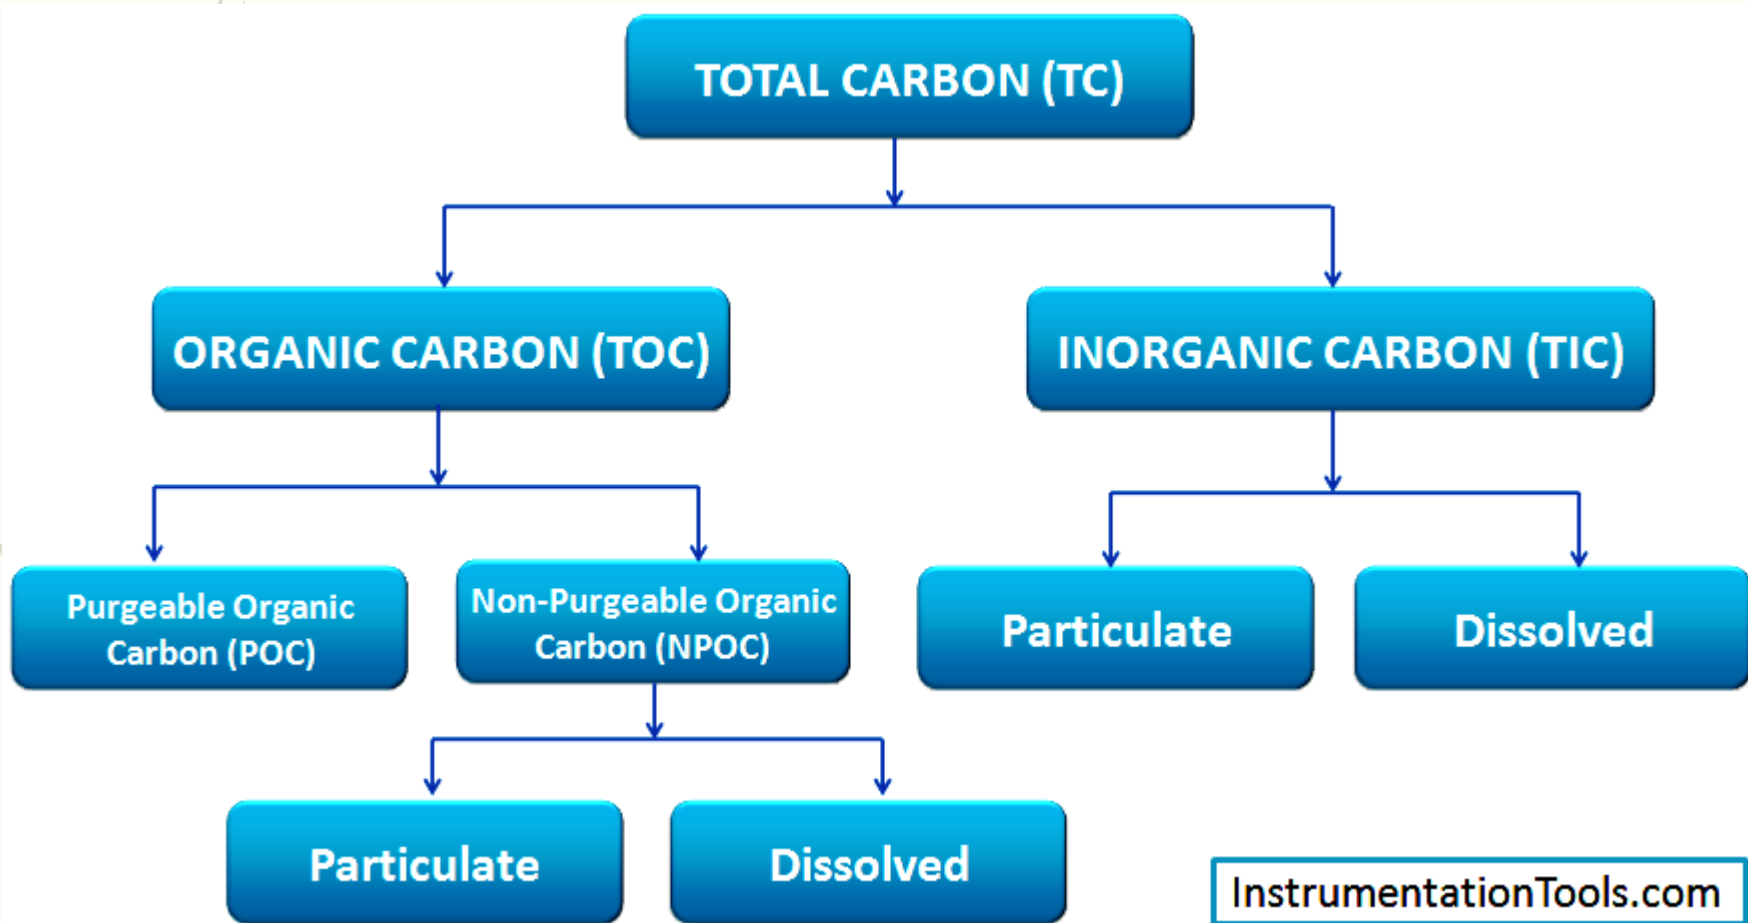 TOTAL CARBON (TC)
ORGANIC CARBON (TOC)
INORGANIC CARBON (TIC)
Purgeable Organic
Carbon (POC)
Non-Purgeable Organic
Carbon (NPOC)
Particulate
Dissolved
Particulate
Dissolved
InstrumentationTools.com